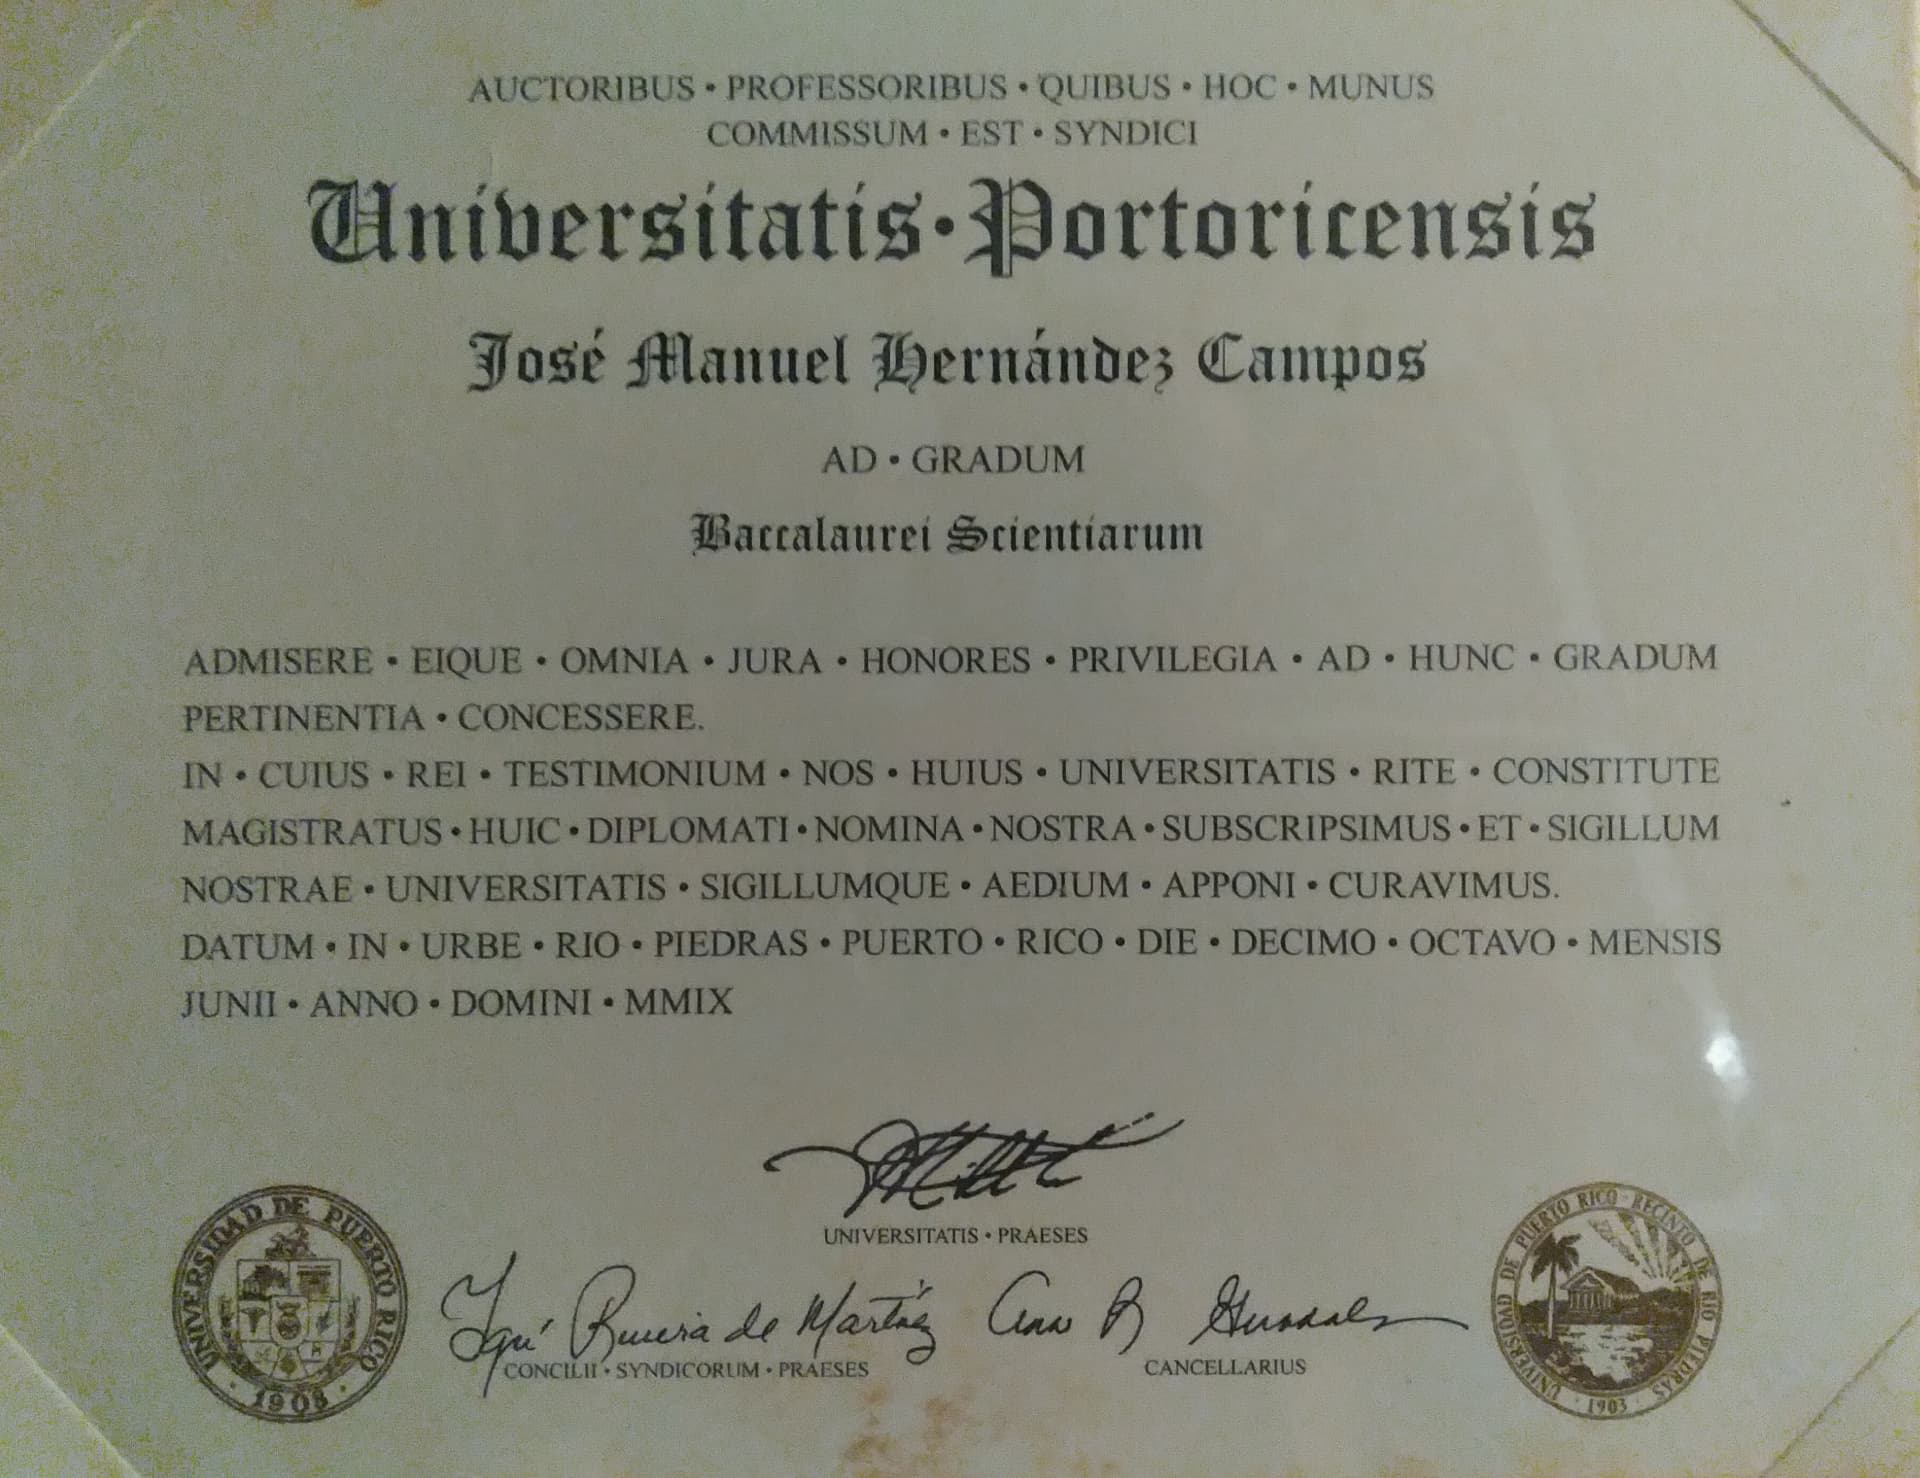 AUCTORIBUS • PROFESSORIBUS • QUIBUS • HOC • MUNUS
COMMISSUM • EST • SYNDICI
Universitatis • Portoricensis
José Manuel Hernández Campos
AD • GRADUM
Baccalaurei Scientiarum
ADMISERE • EIQUE • OMNIA • JURA • HONORES • PRIVILEGIA • AD • HUNC • GRADUM
PERTINENTIA • CONCESSERE.
IN • CUIUS • REI • TESTIMONIUM • NOS • HUIUS • UNIVERSITATIS • RITE • CONSTITUTE
MAGISTRATUS • HUIC • DIPLOMATI • NOMINA • NOSTRA • SUBSCRIPSIMUS • ET • SIGILLUM
NOSTRAE • UNIVERSITATIS • SIGILLUMQUE • AEDIUM • APPONI • CURAVIMUS.
DATUM • IN • URBE • RIO • PIEDRAS • PUERTO • RICO • DIE • DECIMO • OCTAVO • MENSIS
JUNII • ANNO • DOMINI • MMIX
UNIVERSITATIS • PRAESES
Rivera de Martínez
Ana R
CONCILII • SYNDICORUM • PRAESES
CANCELLARIUS
UNIVERSIDAD DE PUERTO RICO
• 1903 •
UNIVERSIDAD DE PUERTO RICO - RECINTO DE RIO PIEDRAS
• 1903 •